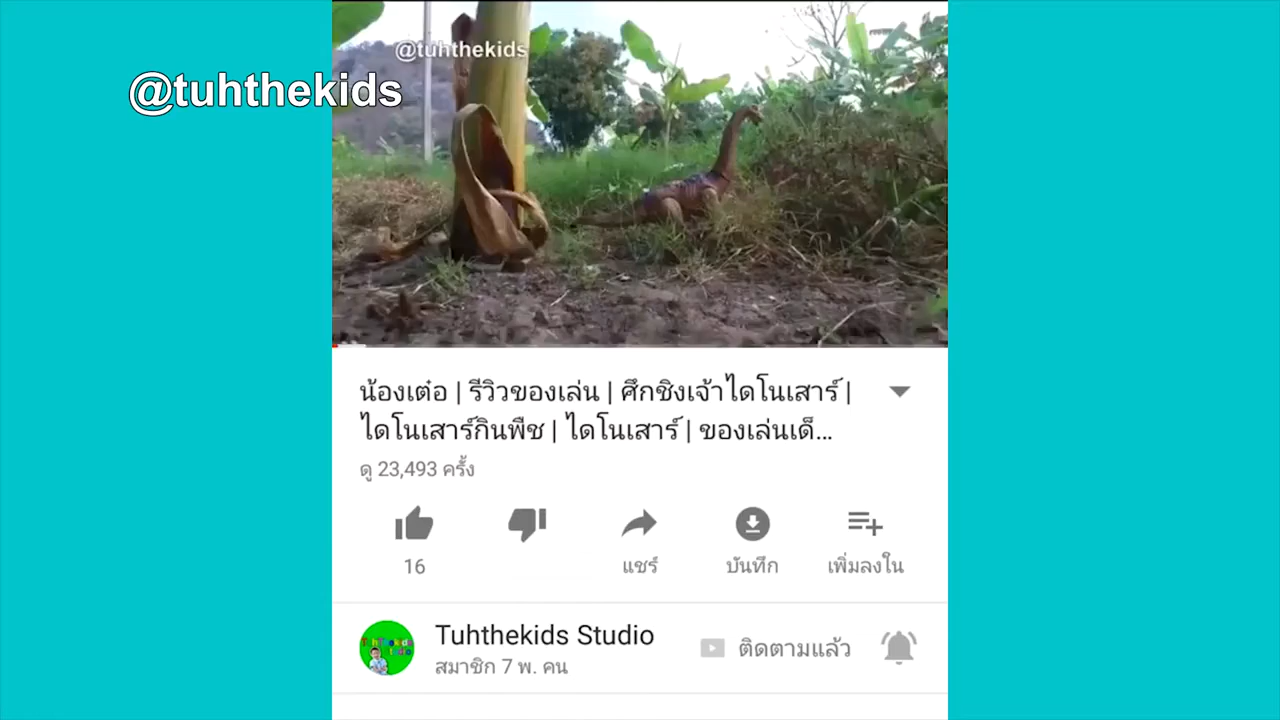 @tuhthekids
@tuhthekids
น้องเต๋อ | รีวิวของเล่น | ศึกชิงเจ้าไดโนเสาร์ |
ไดโนเสาร์กินพืช | ไดโนเสาร์ | ของเล่นเด็...
ดู 23,493 ครั้ง
16
แชร์
บันทึก
เพิ่มลงใน
Tuhthekids Studio
ติดตามแล้ว
สมาชิก 7 พ. คน